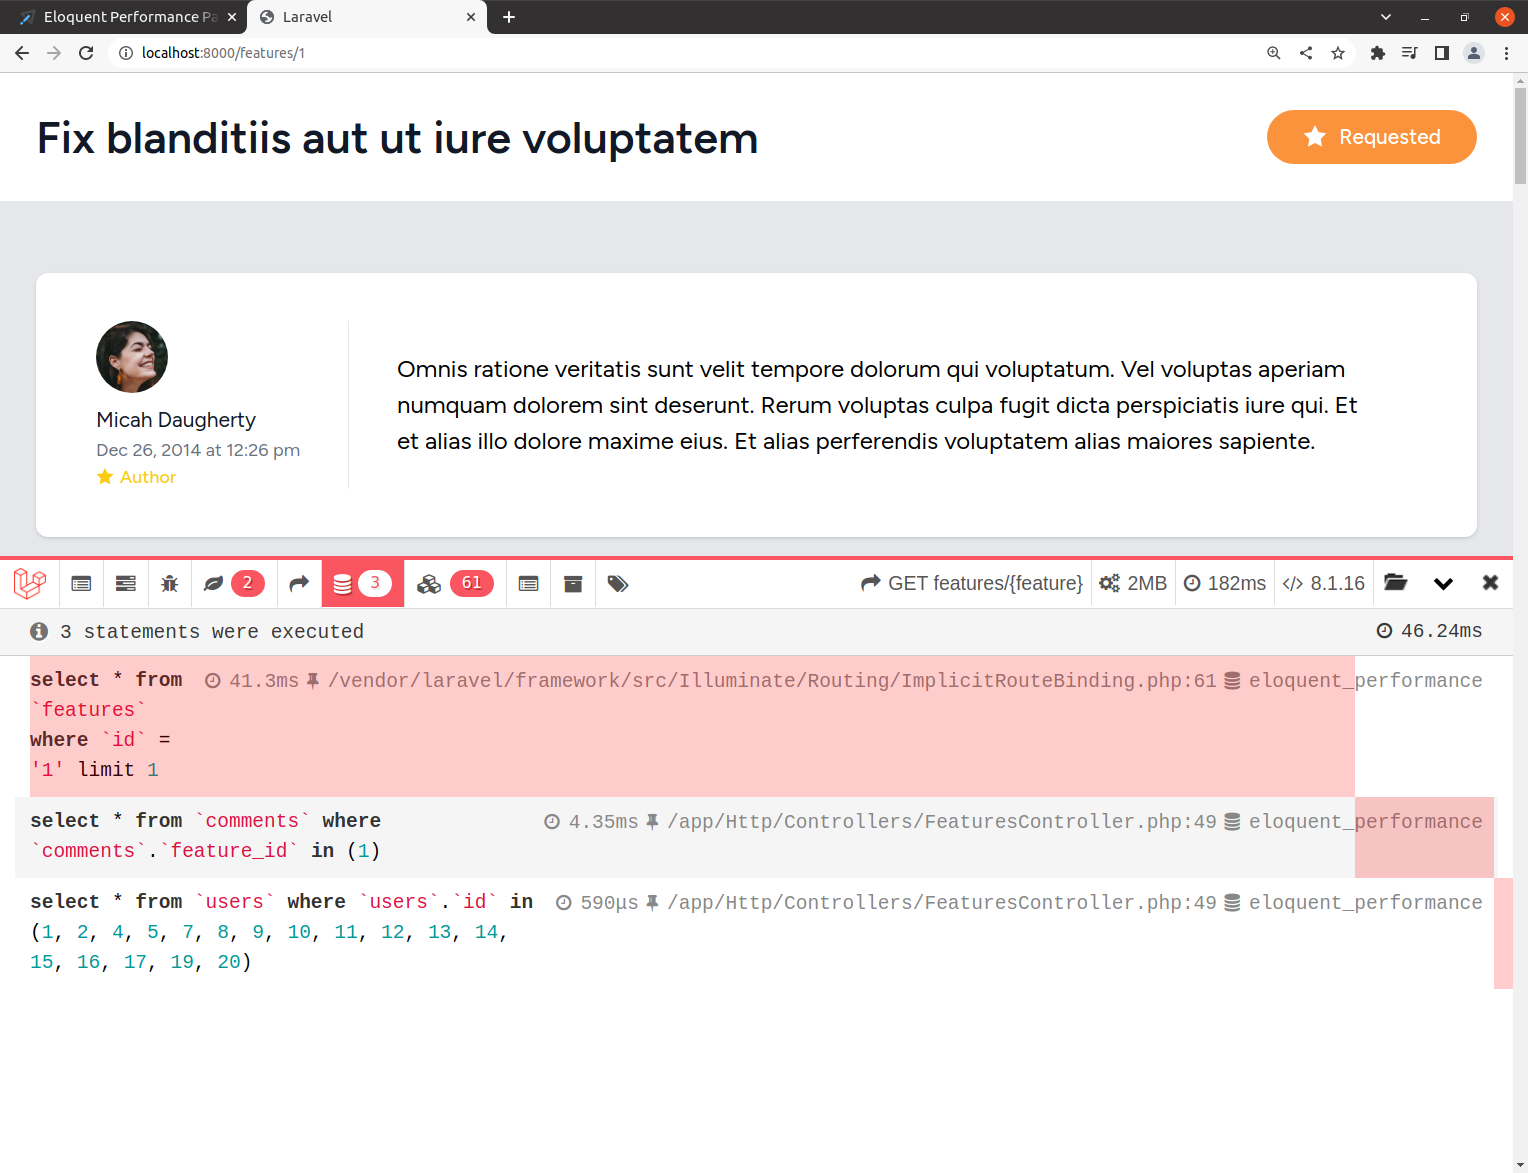 Eloquent Performance Pa
Laravel
localhost:8000/features/1
Fix blanditiis aut ut iure voluptatem
Requested
Omnis ratione veritatis sunt velit tempore dolorum qui voluptatum. Vel voluptas aperiam
numquam dolorem sint deserunt. Rerum voluptas culpa fugit dicta perspiciatis iure qui. Et
et alias illo dolore maxime eius. Et alias perferendis voluptatem alias maiores sapiente.
Micah Daugherty
Dec 26, 2014 at 12:26 pm
Author
2 3 61 GET features/{feature} 2MB 182ms 8.1.16
3 statements were executed 46.24ms
select * from 41.3ms /vendor/laravel/framework/src/Illuminate/Routing/ImplicitRouteBinding.php:61 eloquent_performance
`features`
where `id` =
'1' limit 1
select * from `comments` where 4.35ms /app/Http/Controllers/FeaturesController.php:49 eloquent_performance
`comments`.`feature_id` in (1)
select * from `users` where `users`.`id` in 590μs /app/Http/Controllers/FeaturesController.php:49 eloquent_performance
(1, 2, 4, 5, 7, 8, 9, 10, 11, 12, 13, 14,
15, 16, 17, 19, 20)